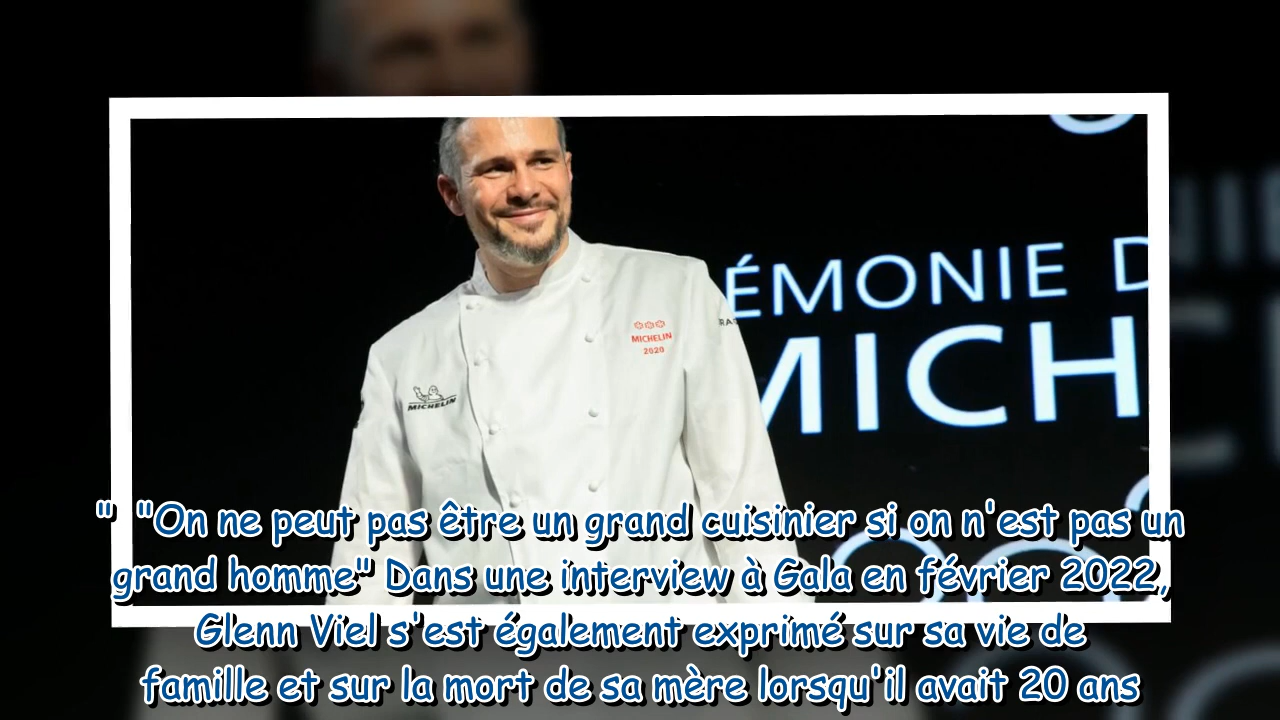 ÉMONIE D
MICH
MICHELIN
2020
MICHELIN
" "On ne peut pas être un grand cuisinier si on n'est pas un
grand homme" Dans une interview à Gala en février 2022,
Glenn Viel s'est également exprimé sur sa vie de
famille et sur la mort de sa mère lorsqu'il avait 20 ans